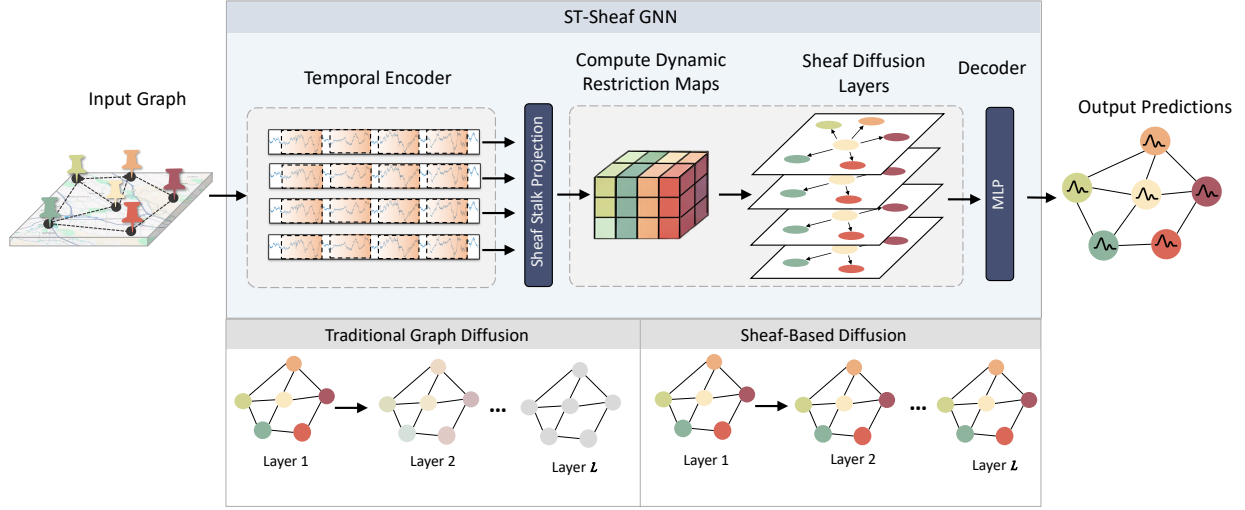 ST-Sheaf GNN
Input Graph
Temporal Encoder
Sheaf Stalk Projection
Compute Dynamic
Restriction Maps
Sheaf Diffusion
Layers
Decoder
MLP
Output Predictions
Traditional Graph Diffusion
Layer 1
Layer 2
...
Layer L
Sheaf-Based Diffusion
Layer 1
Layer 2
...
Layer L